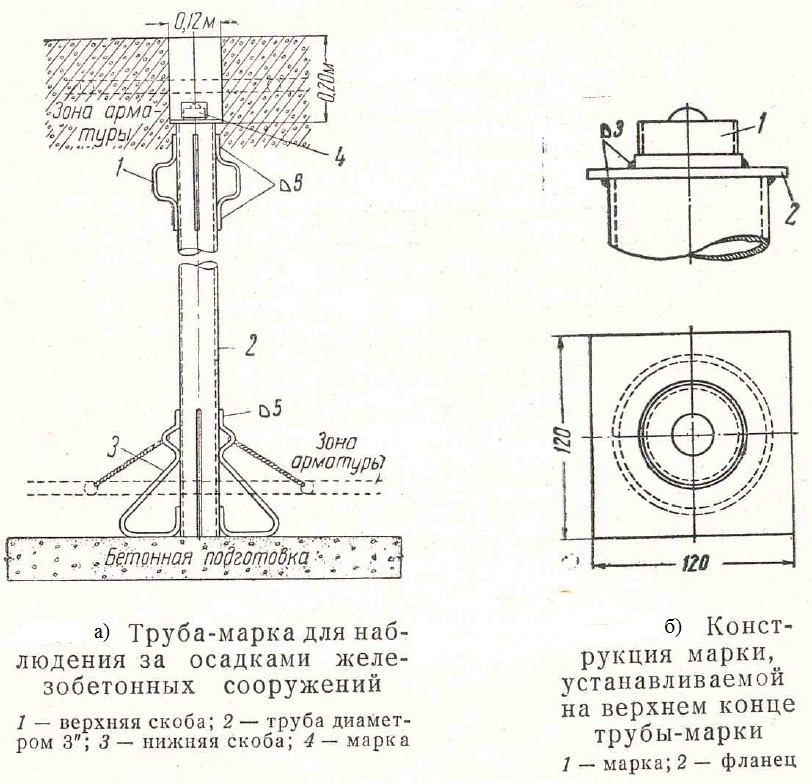 0,12м
0,20м
Зона арма-
туры
1
4
9
2
5
3
Зона
арматуры
Бетонная подготовка
а) Труба-марка для наб-
людения за осадками желе-
зобетонных сооружений
1 — верхняя скоба; 2 — труба диамет-
ром 3"; 3 — нижняя скоба; 4 — марка
3
1
2
120
120
б) Конст-
рукция марки,
устанавливаемой
на верхнем конце
трубы-марки
1 — марка; 2 — фланец